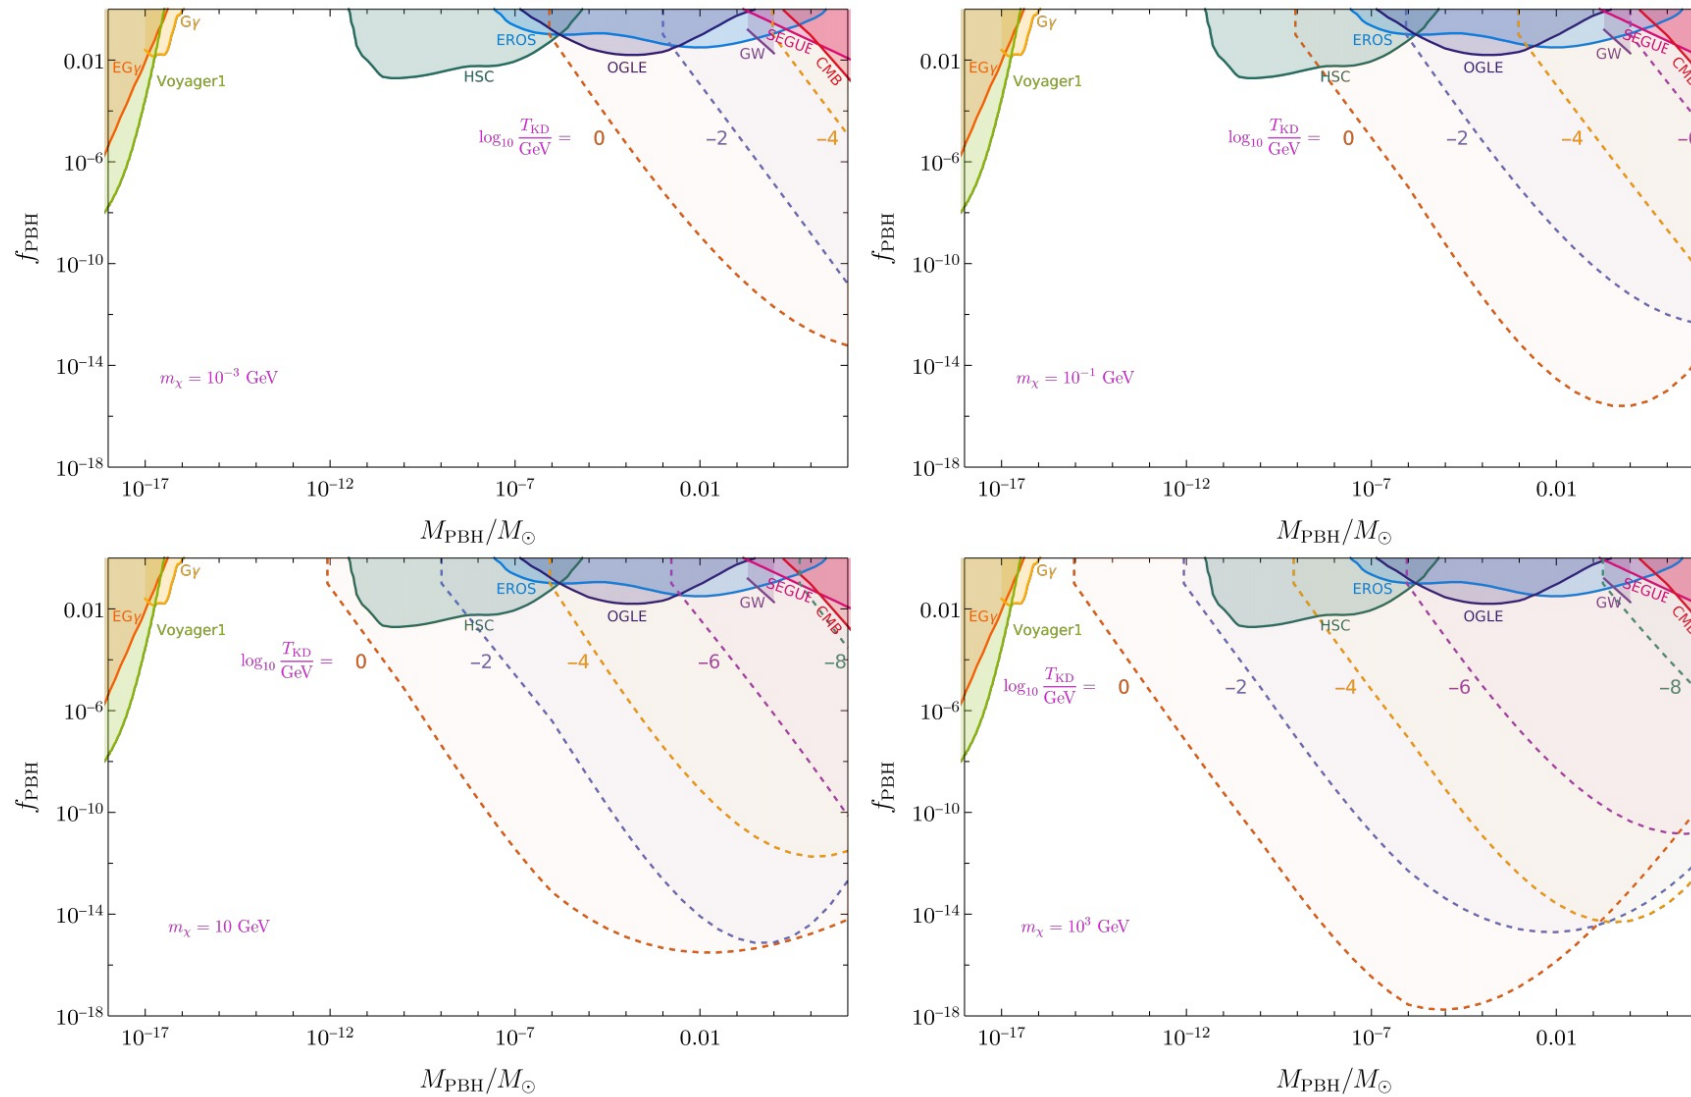 Gγ
EROS
SEGUE
0.01
EGγ
Voyager1
HSC
OGLE
GW
CMB
log₁₀ T_KD/GeV = 0 −2 −4
10⁻⁶
f_PBH
10⁻¹⁰
10⁻¹⁴
m_χ = 10⁻³ GeV
10⁻¹⁸
10⁻¹⁷ 10⁻¹² 10⁻⁷ 0.01
M_PBH/M_⊙
Gγ
EROS
SEGUE
0.01
EGγ
Voyager1
HSC
OGLE
GW
log₁₀ T_KD/GeV = 0 −2 −4
10⁻⁶
f_PBH
10⁻¹⁰
10⁻¹⁴
m_χ = 10⁻¹ GeV
10⁻¹⁸
10⁻¹⁷ 10⁻¹² 10⁻⁷ 0.01
M_PBH/M_⊙
Gγ
EROS
SEGUE
0.01
EGγ
Voyager1
HSC
OGLE
GW
CMB
log₁₀ T_KD/GeV = 0 −2 −4 −6 −8
10⁻⁶
f_PBH
10⁻¹⁰
10⁻¹⁴
m_χ = 10 GeV
10⁻¹⁸
10⁻¹⁷ 10⁻¹² 10⁻⁷ 0.01
M_PBH/M_⊙
Gγ
EROS
SEGUE
0.01
EGγ
Voyager1
HSC
OGLE
GW
log₁₀ T_KD/GeV = 0 −2 −4 −6 −8
10⁻⁶
f_PBH
10⁻¹⁰
10⁻¹⁴
m_χ = 10³ GeV
10⁻¹⁸
10⁻¹⁷ 10⁻¹² 10⁻⁷ 0.01
M_PBH/M_⊙